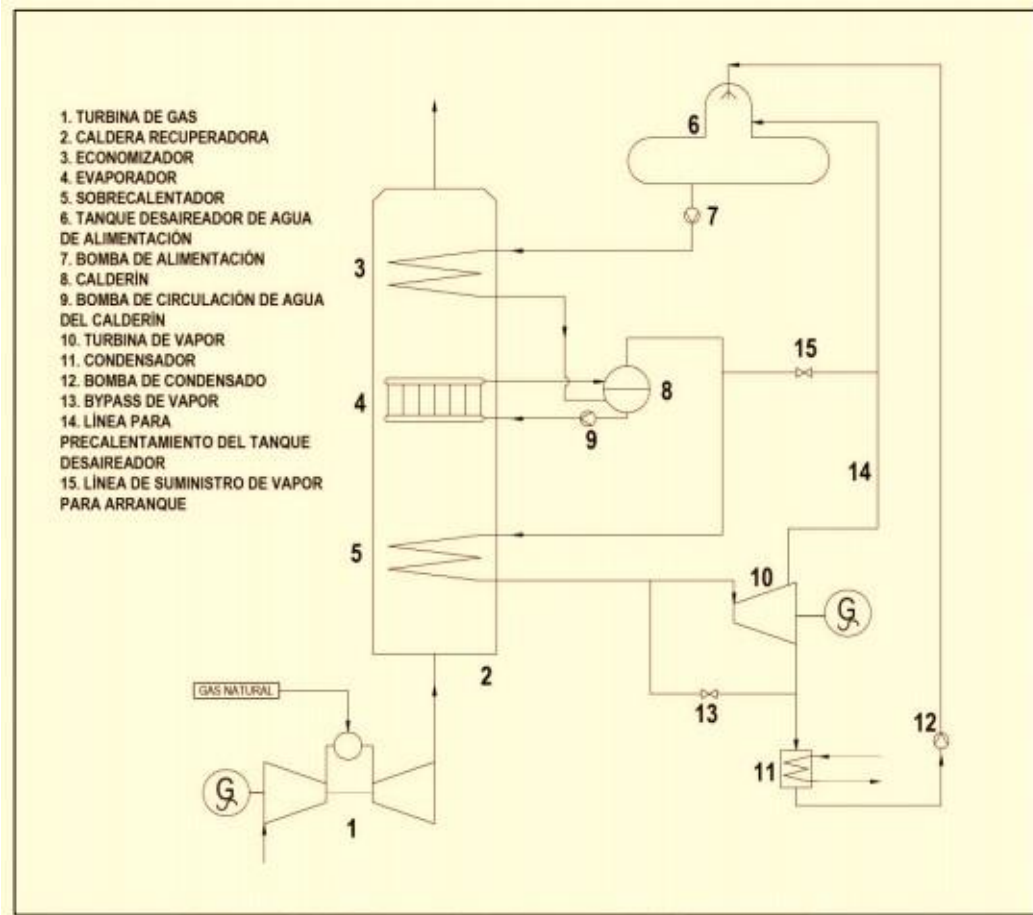 1. TURBINA DE GAS
2. CALDERA RECUPERADORA
3. ECONOMIZADOR
4. EVAPORADOR
5. SOBRECALENTADOR
6. TANQUE DESAIREADOR DE AGUA
DE ALIMENTACIÓN
7. BOMBA DE ALIMENTACIÓN
8. CALDERÍN
9. BOMBA DE CIRCULACIÓN DE AGUA
DEL CALDERÍN
10. TURBINA DE VAPOR
11. CONDENSADOR
12. BOMBA DE CONDENSADO
13. BYPASS DE VAPOR
14. LÍNEA PARA
PRECALENTAMIENTO DEL TANQUE
DESAIREADOR
15. LÍNEA DE SUMINISTRO DE VAPOR
PARA ARRANQUE
6
7
3
15
4
8
9
14
5
10
G
2
GAS NATURAL
13
12
11
G
1